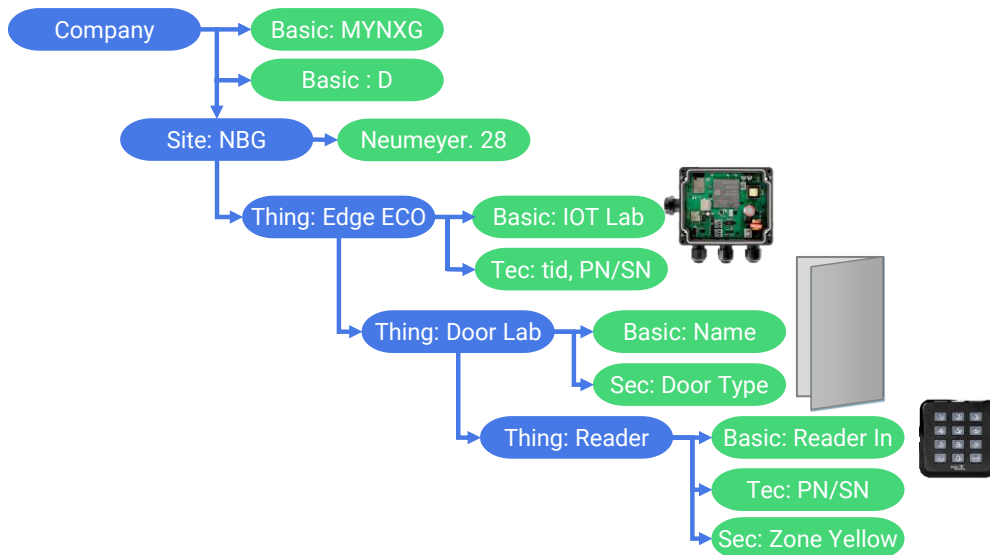 Company
Basic: MYNXG
Basic : D
Site: NBG
Neumeyer. 28
Thing: Edge ECO
Basic: IOT Lab
Tec: tid, PN/SN
Thing: Door Lab
Basic: Name
Sec: Door Type
Thing: Reader
Basic: Reader In
Tec: PN/SN
Sec: Zone Yellow